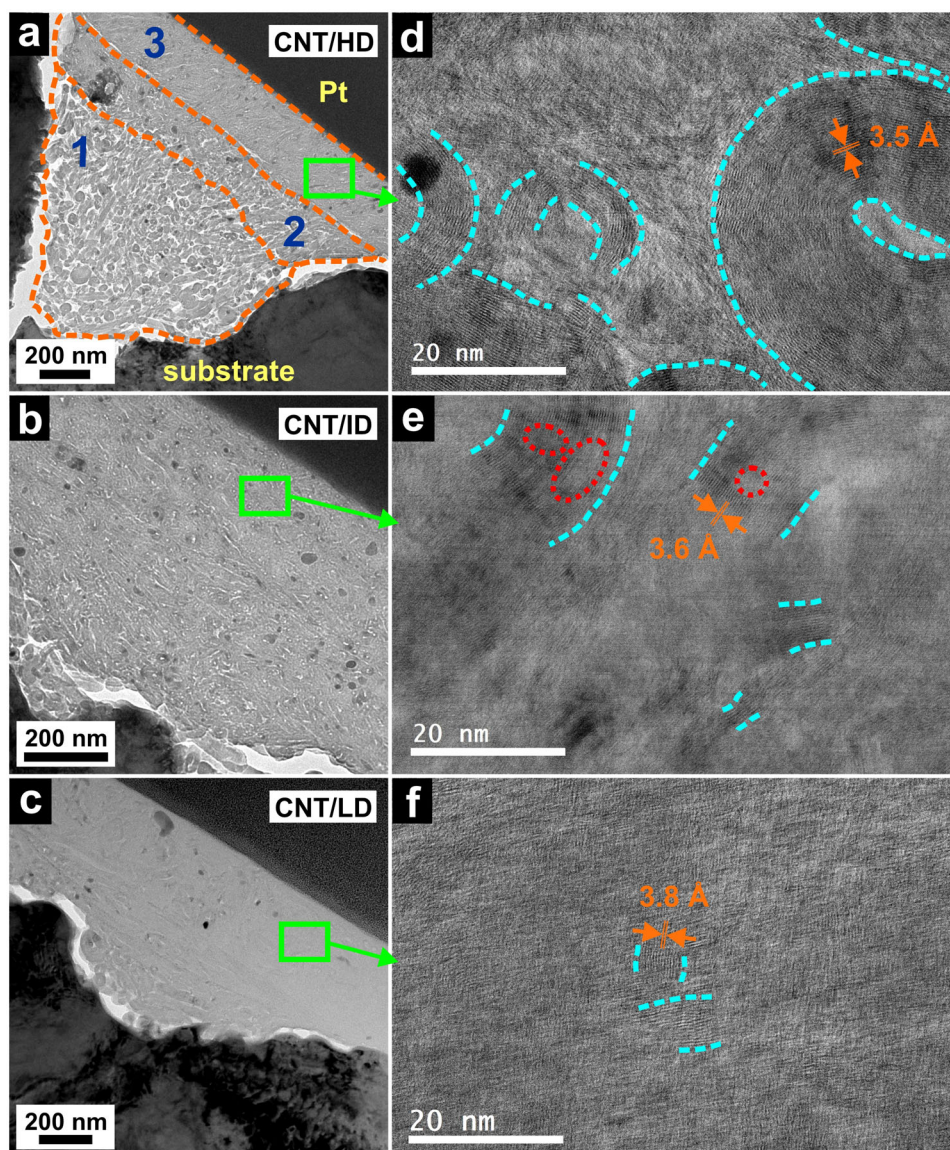 a
CNT/HD
3
Pt
1
2
200 nm
substrate
d
3.5 Å
20 nm
b
CNT/ID
200 nm
e
3.6 Å
20 nm
c
CNT/LD
200 nm
f
3.8 Å
20 nm